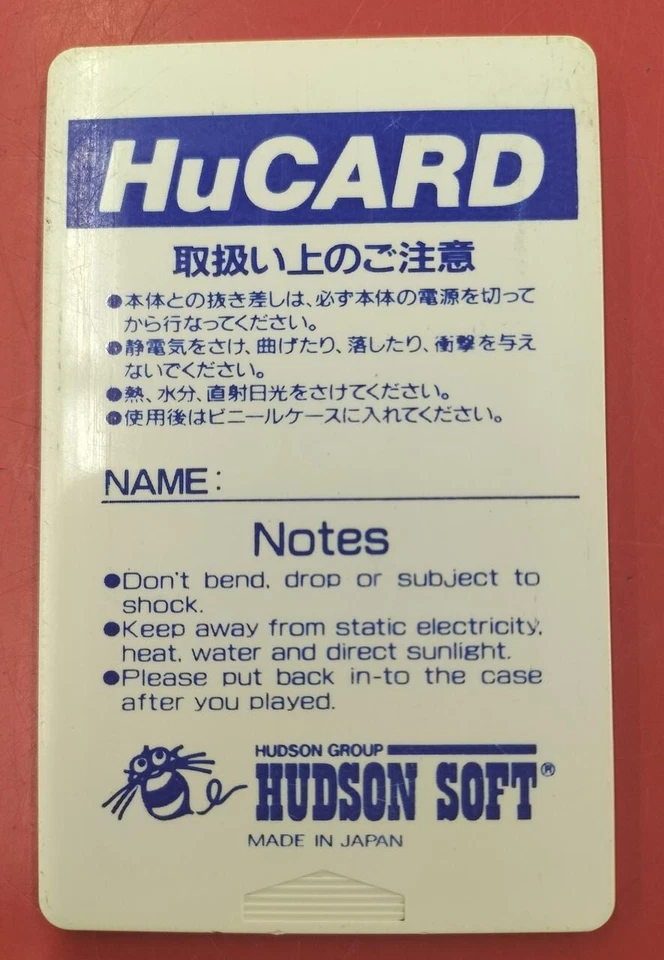 HuCARD
取扱い上のご注意
●本体との抜き差しは、必ず本体の電源を切って
から行なってください。
●静電気をさけ、曲げたり、落したり、衝撃を与え
ないでください。
●熱、水分、直射日光をさけてください。
●使用後はビニールケースに入れてください。
NAME:
Notes
●Don't bend, drop or subject to
shock.
●Keep away from static electricity,
heat, water and direct sunlight.
●Please put back in-to the case
after you played.
HUDSON GROUP
HUDSON SOFT®
MADE IN JAPAN